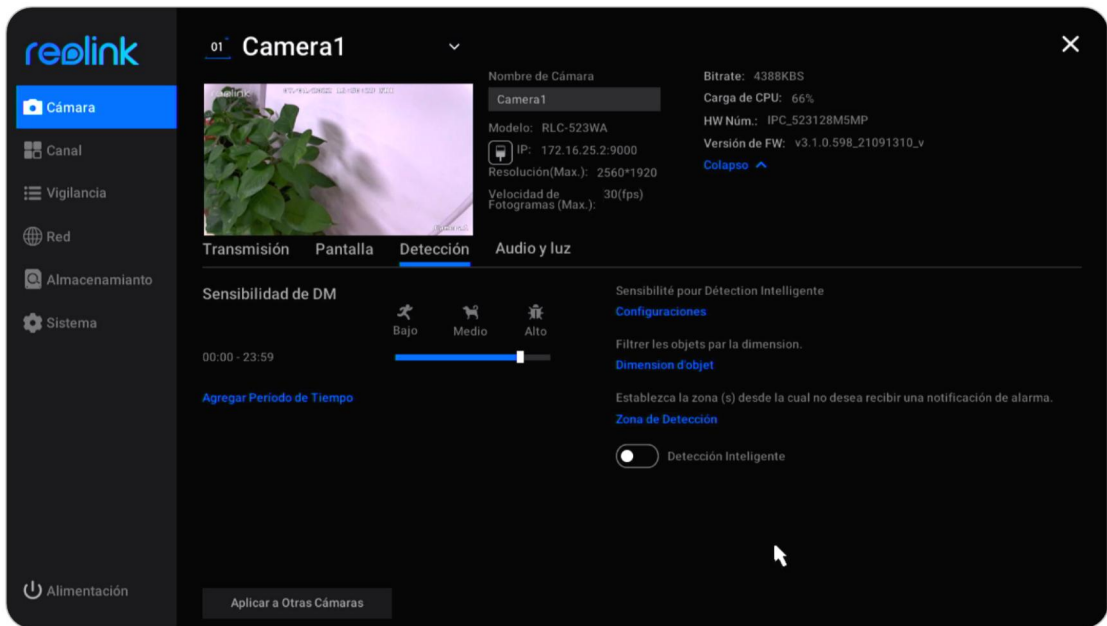 reolink
01 Camera1
Cámara
Canal
Vigilancia
Red
Almacenamianto
Sistema
Alimentación
reolink
Camera1
Nombre de Cámara
Camera1
Modelo: RLC-523WA
IP: 172.16.25.2:9000
Resolución(Max.): 2560*1920
Velocidad de Fotogramas (Max.): 30(fps)
Bitrate: 4388KBS
Carga de CPU: 66%
HW Núm.: IPC_523128M5MP
Versión de FW: v3.1.0.598_21091310_v
Colapso
Transmisión Pantalla Detección Audio y luz
Sensibilidad de DM
Bajo Medio Alto
00:00 - 23:59
Agregar Período de Tiempo
Sensibilité pour Détection Intelligente
Configuraciones
Filtrer les objets par la dimension.
Dimension d'objet
Establezca la zona (s) desde la cual no desea recibir una notificación de alarma.
Zona de Detección
Detección Inteligente
Aplicar a Otras Cámaras